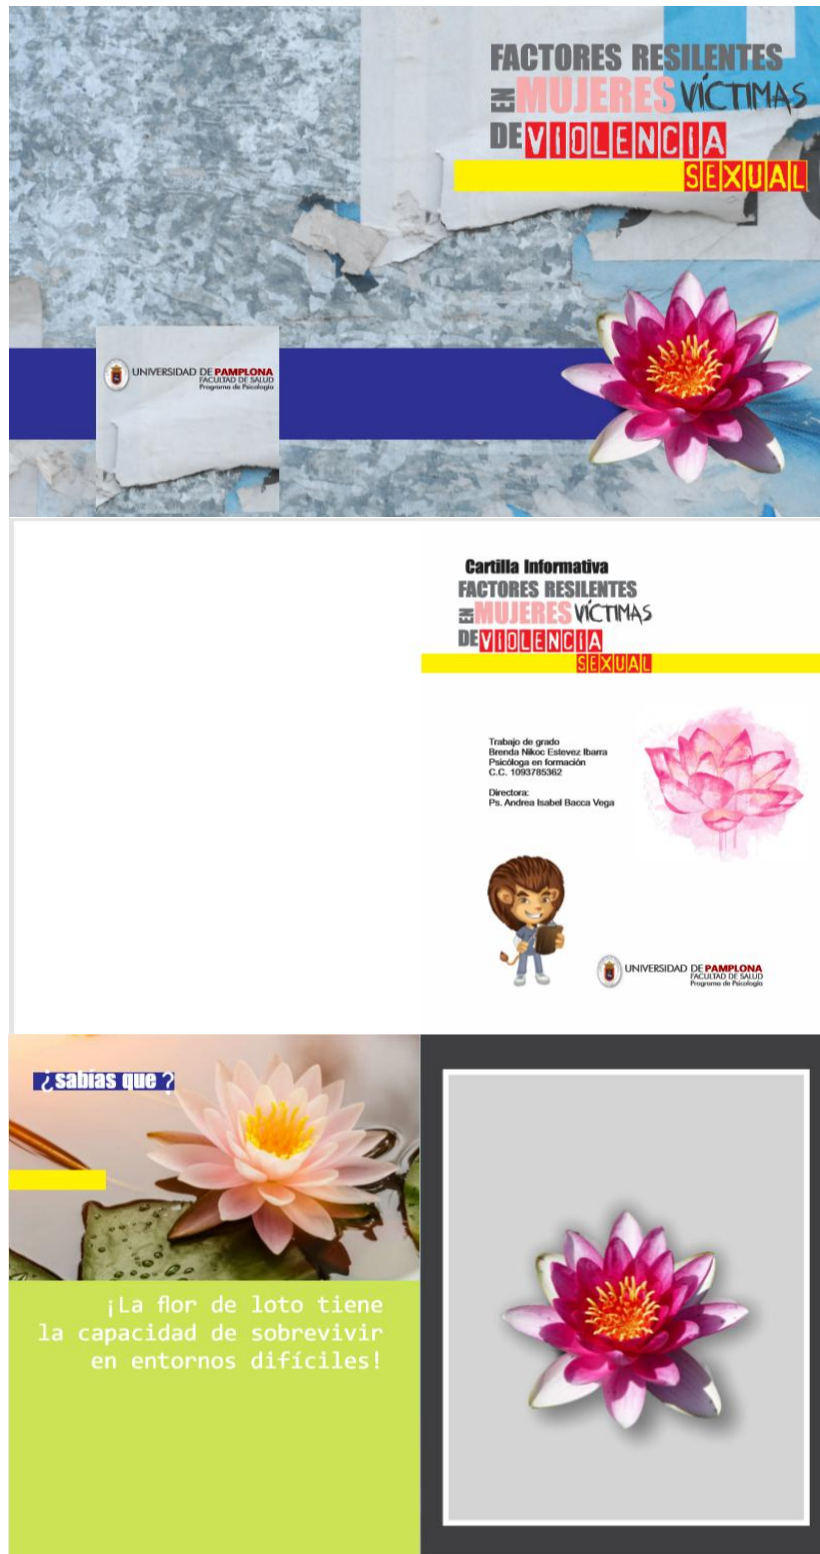 FACTORES RESILENTES
EN MUJERES VÍCTIMAS
DE VIOLENCIA
SEXUAL
UNIVERSIDAD DE PAMPLONA
FACULTAD DE SALUD
Programa de Psicología
Cartilla Informativa
FACTORES RESILENTES
EN MUJERES VÍCTIMAS
DE VIOLENCIA
SEXUAL
Trabajo de grado
Brenda Nikoc Estevez Ibarra
Psicóloga en formación
C.C. 1093785362
Directora:
Ps. Andrea Isabel Bacca Vega
UNIVERSIDAD DE PAMPLONA
FACULTAD DE SALUD
Programa de Psicología
¿sabías que?
¡La flor de loto tiene
la capacidad de sobrevivir
en entornos difíciles!